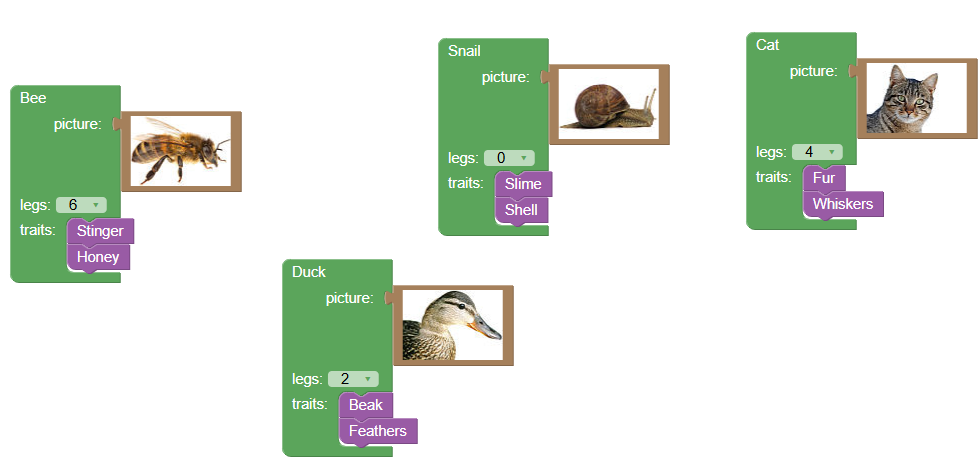 Bee
picture:
legs: 6
traits: Stinger
Honey
Snail
picture:
legs: 0
traits: Slime
Shell
Cat
picture:
legs: 4
traits: Fur
Whiskers
Duck
picture:
legs: 2
traits: Beak
Feathers